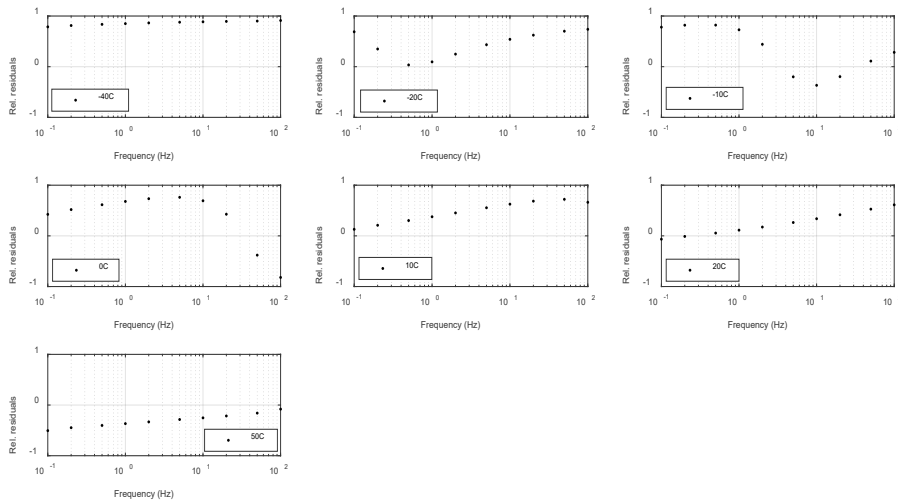 Rel. residuals
1
0
-1
-40C
10 -1 10 0 10 1 10 2
Frequency (Hz)
Rel. residuals
1
0
-1
-20C
10 -1 10 0 10 1 10 2
Frequency (Hz)
Rel. residuals
1
0
-1
-10C
10 -1 10 0 10 1 10
Frequency (Hz)
Rel. residuals
1
0
-1
0C
10 -1 10 0 10 1 10 2
Frequency (Hz)
Rel. residuals
1
0
-1
10C
10 -1 10 0 10 1 10 2
Frequency (Hz)
Rel. residuals
1
0
-1
20C
10 -1 10 0 10 1 10
Frequency (Hz)
Rel. residuals
1
0
-1
50C
10 -1 10 0 10 1 10 2
Frequency (Hz)